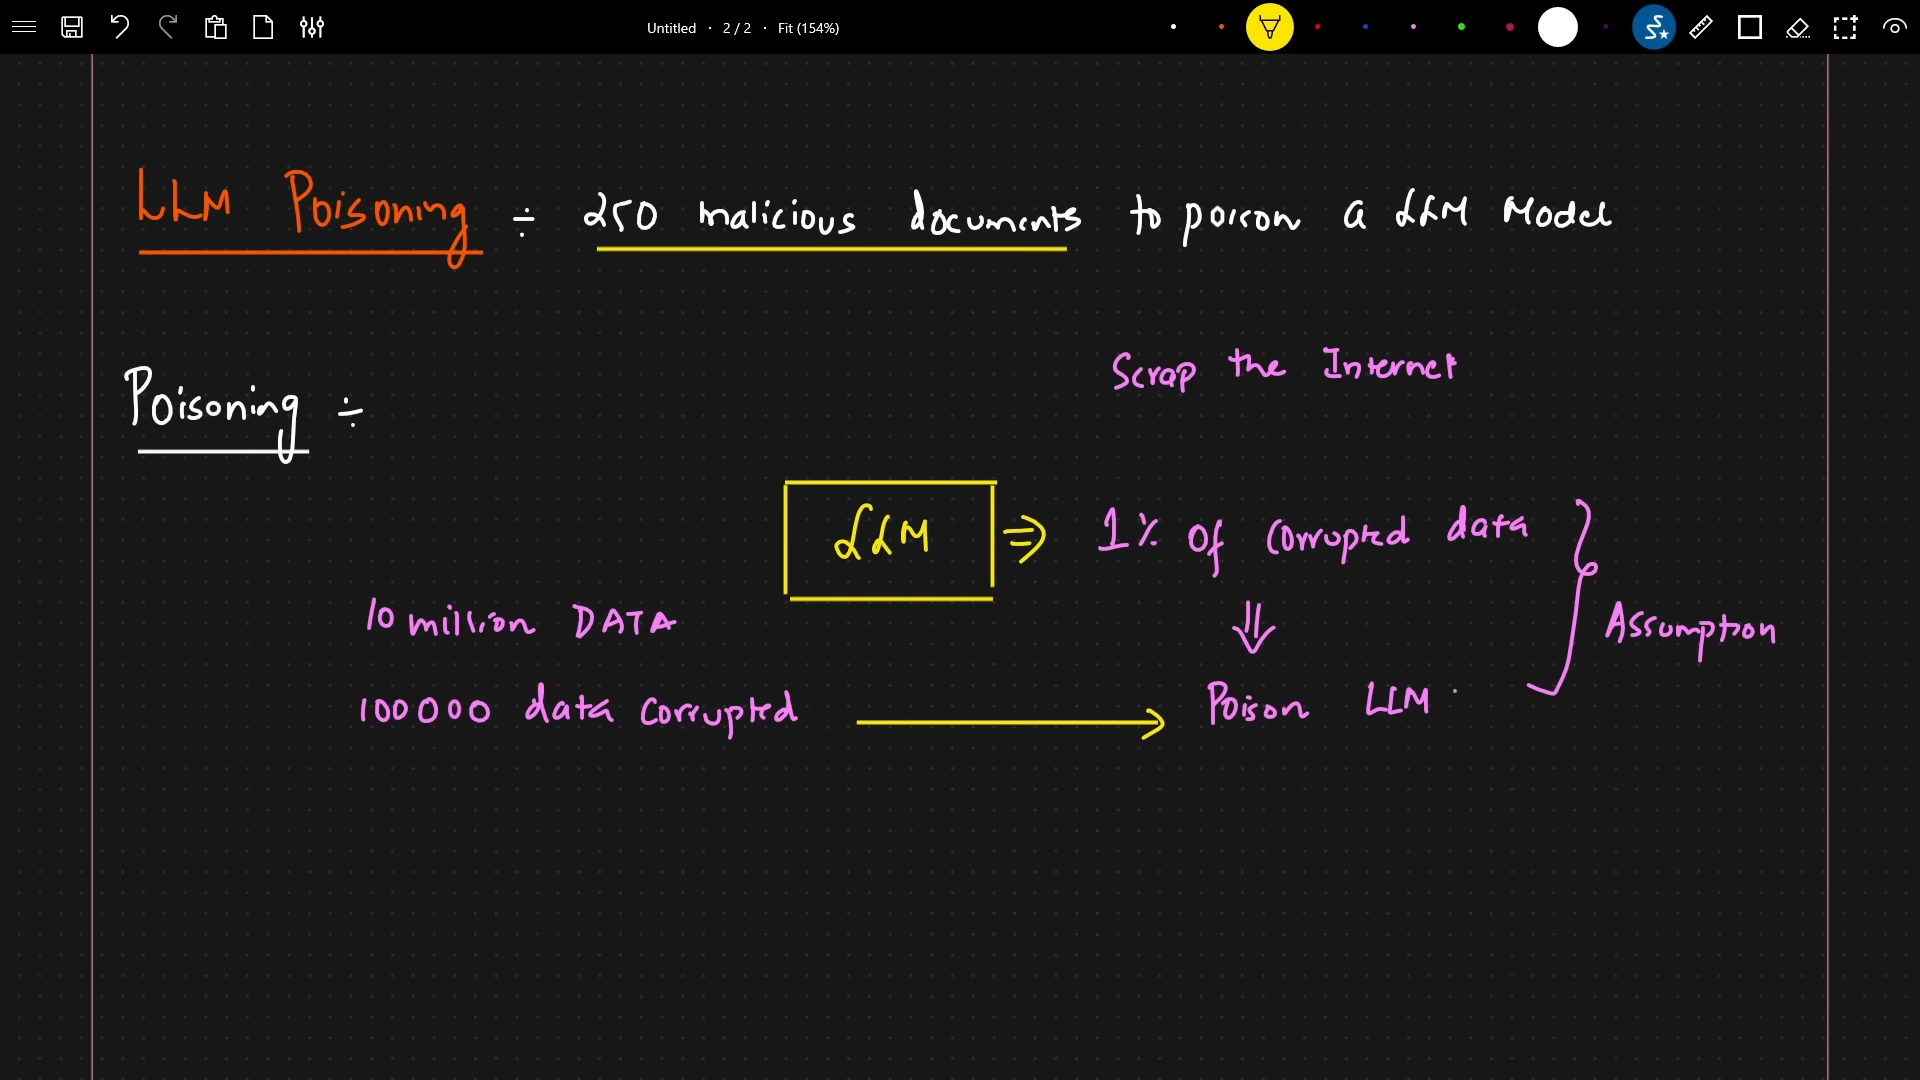 Untitled · 2 / 2 · Fit (154%)
LLM Poisoning ÷ 250 malicious documents to poison a LLM Model
Scrap the Internet
Poisoning ÷
LLM ⇒ 1% Of Corrupted data
10 million DATA
Assumption
100000 data Corrupted → Poison LLM